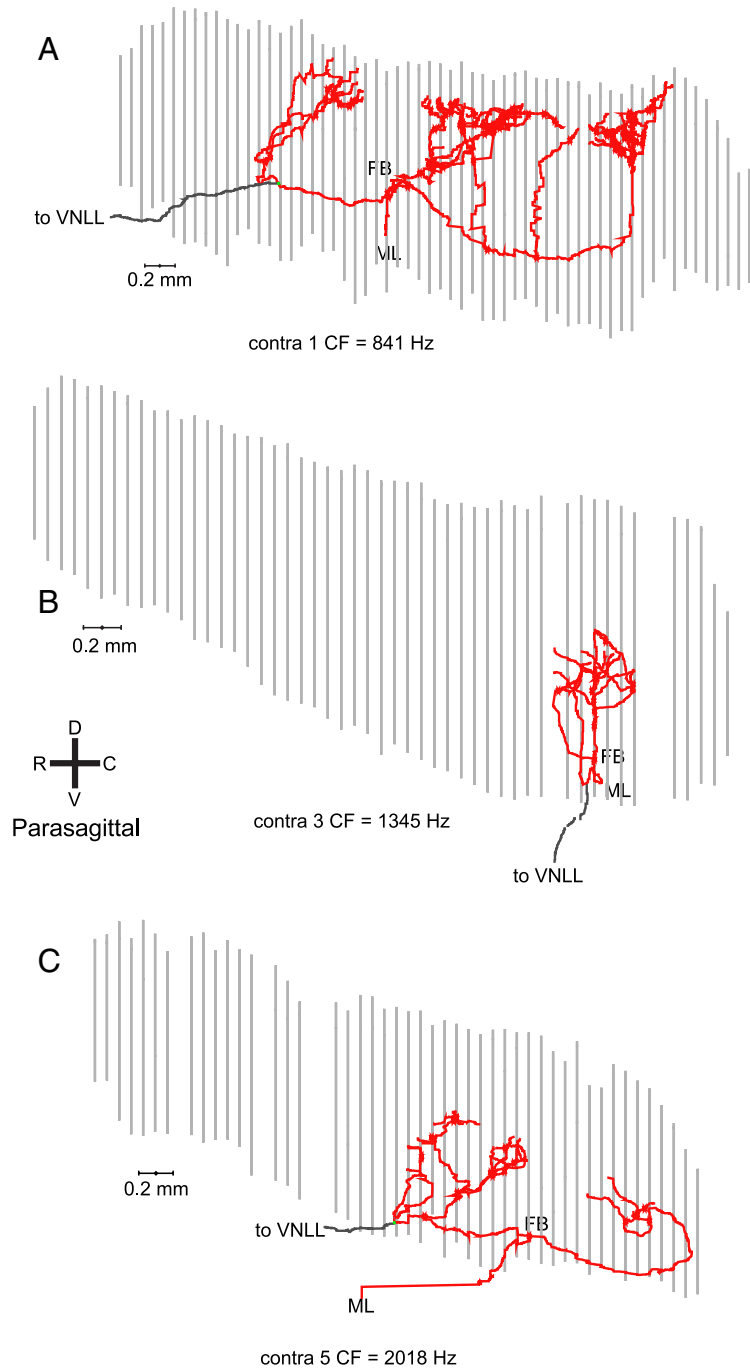 A
FB
to VNLL
ML
0.2 mm
contra 1 CF = 841 Hz
B
0.2 mm
D
R C
V
Parasagittal
FB
ML
contra 3 CF = 1345 Hz
to VNLL
C
0.2 mm
to VNLL
FB
ML
contra 5 CF = 2018 Hz